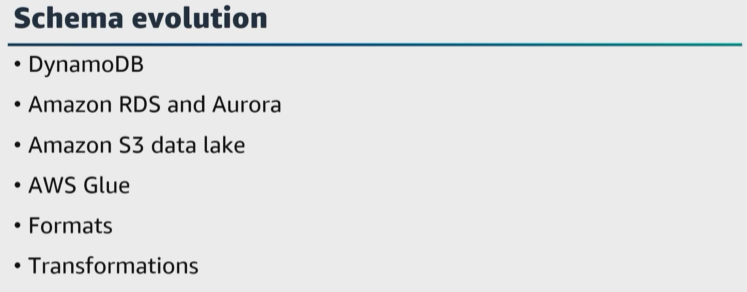 Schema evolution
• DynamoDB
• Amazon RDS and Aurora
• Amazon S3 data lake
• AWS Glue
• Formats
• Transformations